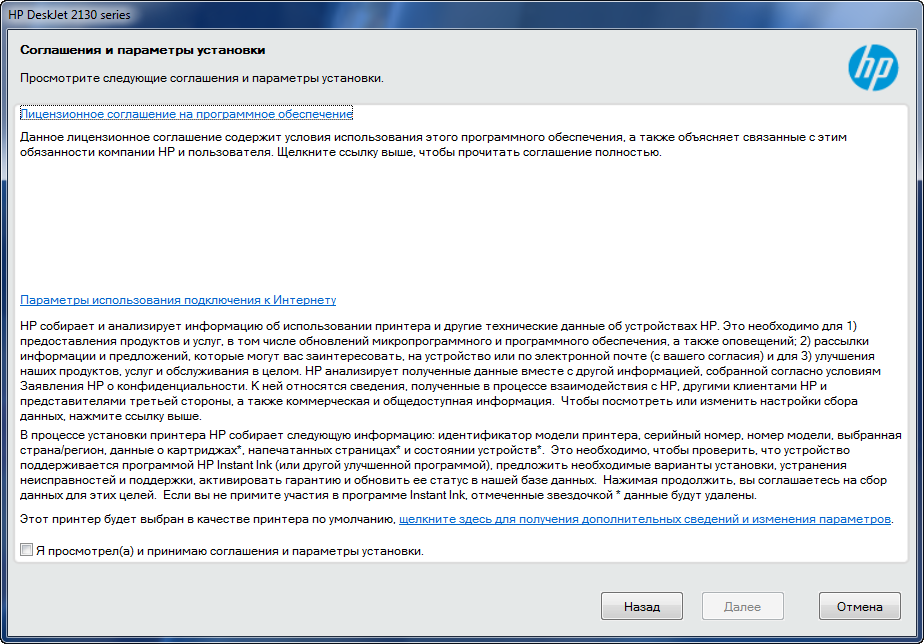 HP DeskJet 2130 series
Соглашения и параметры установки
hp
Просмотрите следующие соглашения и параметры установки.
Лицензионное соглашение на программное обеспечение
Данное лицензионное соглашение содержит условия использования этого программного обеспечения, а также объясняет связанные с этим
обязанности компании HP и пользователя. Щелкните ссылку выше, чтобы прочитать соглашение полностью.
Параметры использования подключения к Интернету
HP собирает и анализирует информацию об использовании принтера и другие технические данные об устройствах HP. Это необходимо для 1)
предоставления продуктов и услуг, в том числе обновлений микропрограммного и программного обеспечения, а также оповещений; 2) рассылки
информации и предложений, которые могут вас заинтересовать, на устройство или по электронной почте (с вашего согласия) и для 3) улучшения
наших продуктов, услуг и обслуживания в целом. HP анализирует полученные данные вместе с другой информацией, собранной согласно условиям
Заявления HP о конфиденциальности. К ней относятся сведения, полученные в процессе взаимодействия с HP, другими клиентами HP и
представителями третьей стороны, а также коммерческая и общедоступная информация.  Чтобы посмотреть или изменить настройки сбора
данных, нажмите ссылку выше.
В процессе установки принтера HP собирает следующую информацию: идентификатор модели принтера, серийный номер, номер модели, выбранная
страна/регион, данные о картриджах*, напечатанных страницах* и состоянии устройств*.  Это необходимо, чтобы проверить, что устройство
поддерживается программой HP Instant Ink (или другой улучшенной программой), предложить необходимые варианты установки, устранения
неисправностей и поддержки, активировать гарантию и обновить ее статус в нашей базе данных.  Нажимая продолжить, вы соглашаетесь на сбор
данных для этих целей.  Если вы не примите участия в программе Instant Ink, отмеченные звездочкой * данные будут удалены.
Этот принтер будет выбран в качестве принтера по умолчанию, щелкните здесь для получения дополнительных сведений и изменения параметров.
Я просмотрел(а) и принимаю соглашения и параметры установки.
Назад Далее Отмена